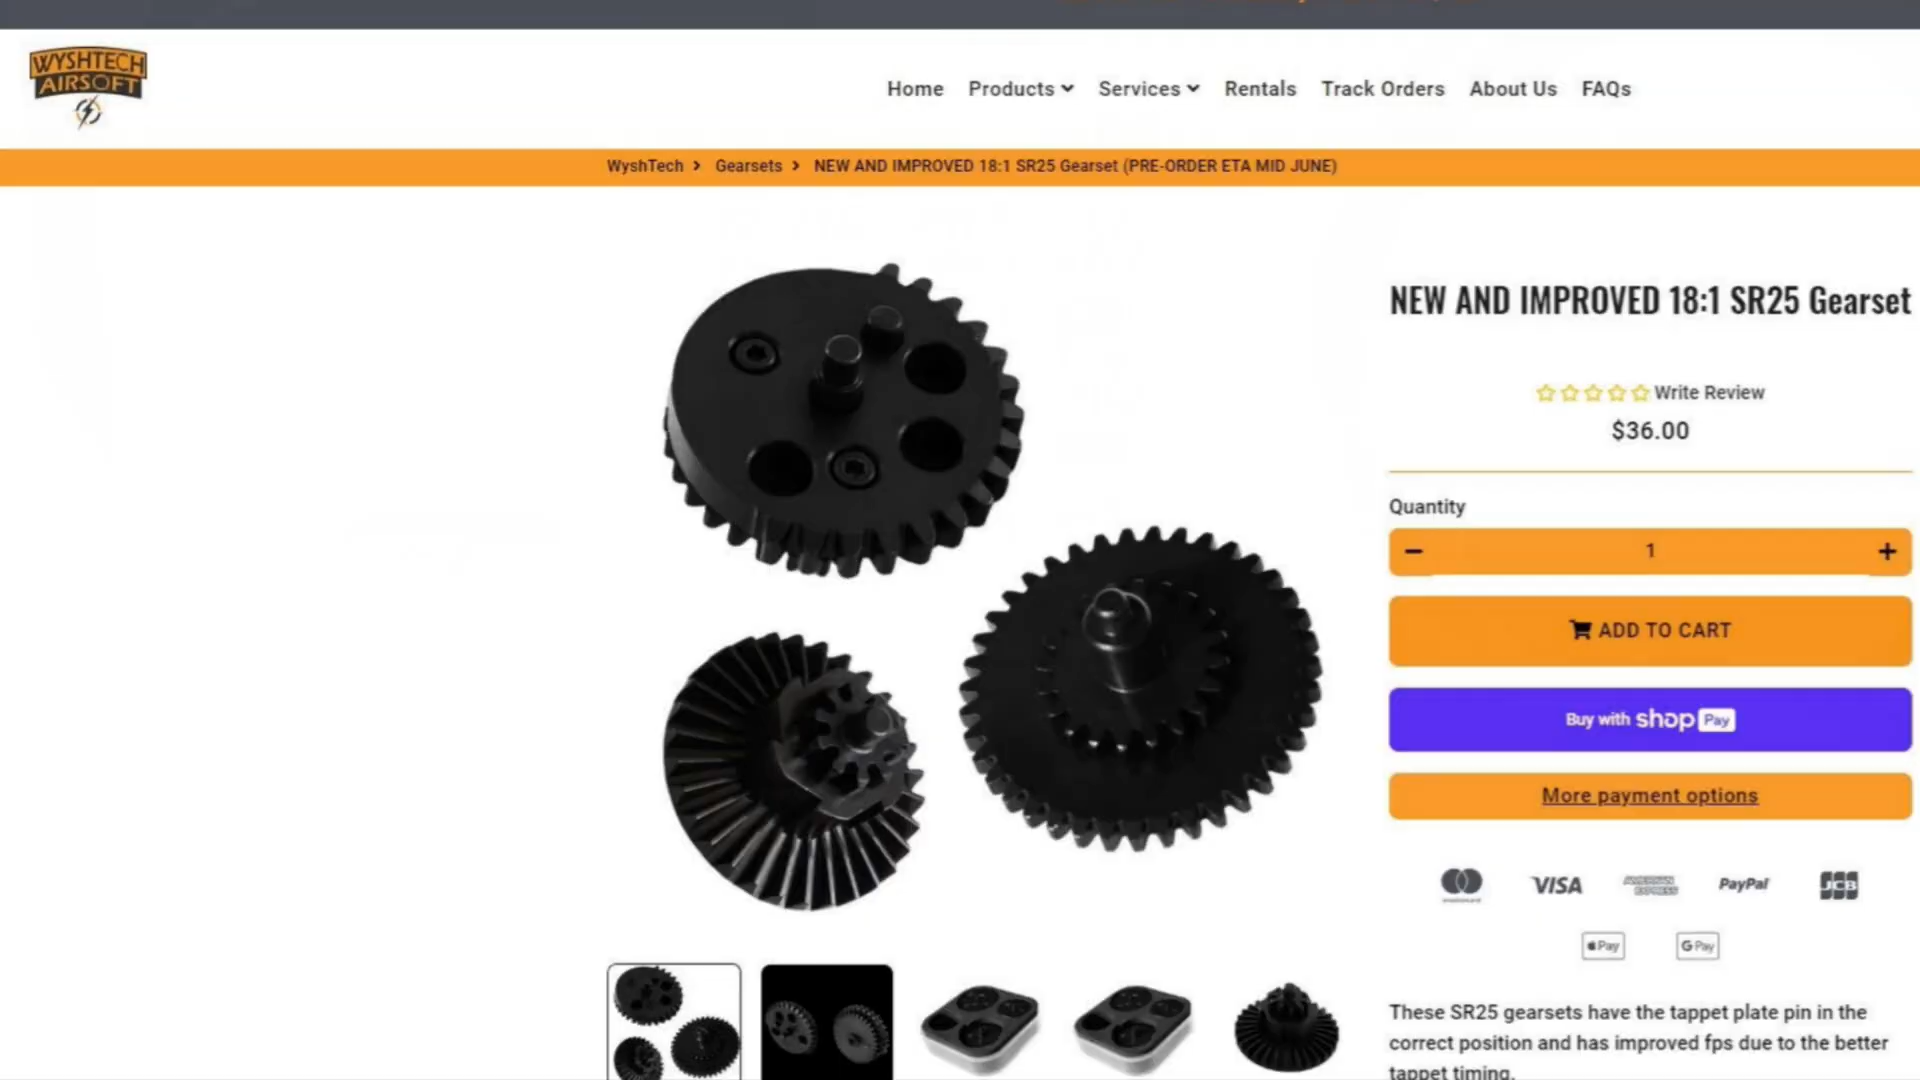 WYSHTECH
AIRSOFT
Home Products Services Rentals Track Orders About Us FAQs
WyshTech > Gearsets > NEW AND IMPROVED 18:1 SR25 Gearset (PRE-ORDER ETA MID JUNE)
NEW AND IMPROVED 18:1 SR25 Gearset
Write Review
$36.00
Quantity
1
ADD TO CART
Buy with shop Pay
More payment options
mastercard VISA AMERICAN EXPRESS PayPal JCB
Pay G Pay
These SR25 gearsets have the tappet plate pin in the
correct position and has improved fps due to the better
tappet timing.